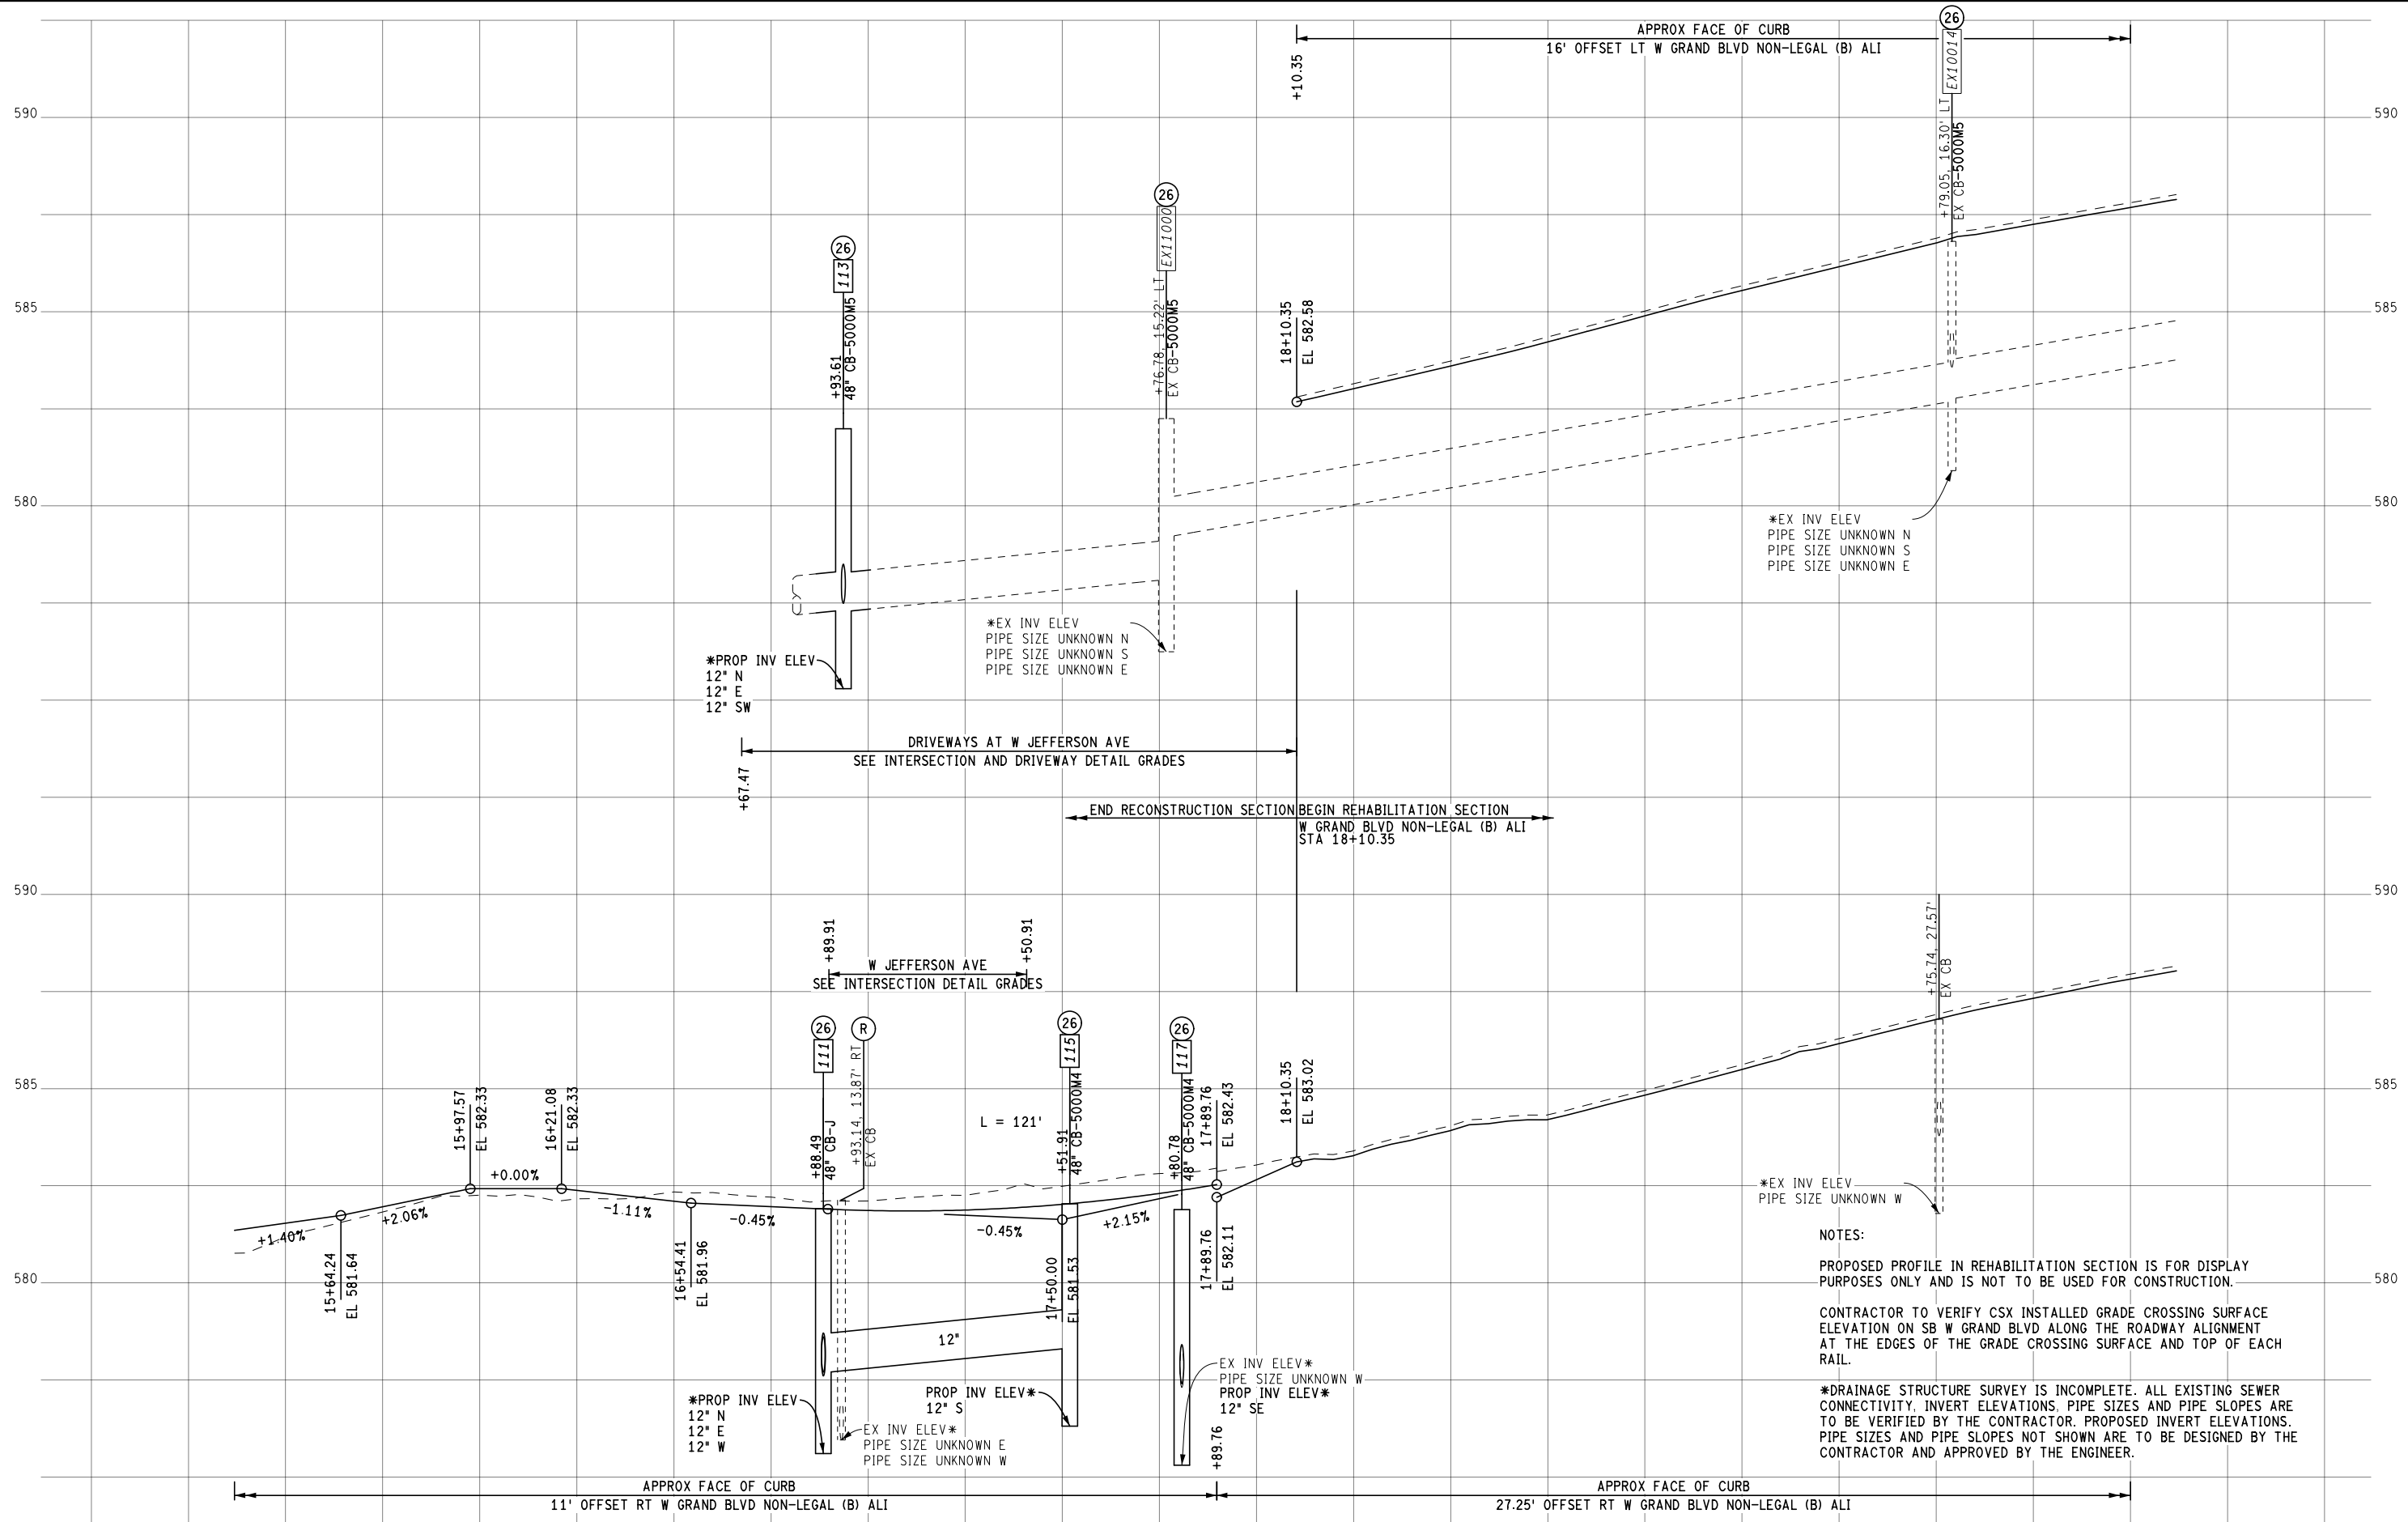 APPROX FACE OF CURB
16' OFFSET LT W GRAND BLVD NON-LEGAL (B) ALI
+10.35
26
EX10014
+79.05, 16.30' LT
EX CB-5000M5
590
590
26
EX11000
+76.78, 15.22' LT
EX CB-5000M5
26
113
+93.61
48" CB-5000M5
585
585
18+10.35
EL 582.58
580
580
*EX INV ELEV
PIPE SIZE UNKNOWN N
PIPE SIZE UNKNOWN S
PIPE SIZE UNKNOWN E
*EX INV ELEV
PIPE SIZE UNKNOWN N
PIPE SIZE UNKNOWN S
PIPE SIZE UNKNOWN E
*PROP INV ELEV
12" N
12" E
12" SW
DRIVEWAYS AT W JEFFERSON AVE
SEE INTERSECTION AND DRIVEWAY DETAIL GRADES
+67.47
END RECONSTRUCTION SECTION
BEGIN REHABILITATION SECTION
W GRAND BLVD NON-LEGAL (B) ALI
STA 18+10.35
590
590
+89.91
+50.91
W JEFFERSON AVE
SEE INTERSECTION DETAIL GRADES
+75.74, 27.57'
EX CB
26
111
+88.49
48" CB-J
R
+93.14, 13.87' RT
EX CB
L = 121'
26
115
+51.91
48" CB-5000M4
26
117
+80.78
48" CB-5000M4
17+89.76
EL 582.43
18+10.35
EL 583.02
585
585
15+97.57
EL 582.33
16+21.08
EL 582.33
+0.00%
+1.40%
+2.06%
-1.11%
-0.45%
-0.45%
+2.15%
15+64.24
EL 581.64
16+54.41
EL 581.96
17+50.00
EL 581.53
17+89.76
EL 582.11
580
580
12"
*PROP INV ELEV
12" N
12" E
12" W
EX INV ELEV*
PIPE SIZE UNKNOWN E
PIPE SIZE UNKNOWN W
PROP INV ELEV*
12" S
EX INV ELEV*
PIPE SIZE UNKNOWN W
PROP INV ELEV*
12" SE
+89.76
*EX INV ELEV
PIPE SIZE UNKNOWN W
NOTES:
PROPOSED PROFILE IN REHABILITATION SECTION IS FOR DISPLAY
PURPOSES ONLY AND IS NOT TO BE USED FOR CONSTRUCTION.
CONTRACTOR TO VERIFY CSX INSTALLED GRADE CROSSING SURFACE
ELEVATION ON SB W GRAND BLVD ALONG THE ROADWAY ALIGNMENT
AT THE EDGES OF THE GRADE CROSSING SURFACE AND TOP OF EACH
RAIL.
*DRAINAGE STRUCTURE SURVEY IS INCOMPLETE. ALL EXISTING SEWER
CONNECTIVITY, INVERT ELEVATIONS, PIPE SIZES AND PIPE SLOPES ARE
TO BE VERIFIED BY THE CONTRACTOR. PROPOSED INVERT ELEVATIONS.
PIPE SIZES AND PIPE SLOPES NOT SHOWN ARE TO BE DESIGNED BY THE
CONTRACTOR AND APPROVED BY THE ENGINEER.
APPROX FACE OF CURB
11' OFFSET RT W GRAND BLVD NON-LEGAL (B) ALI
APPROX FACE OF CURB
27.25' OFFSET RT W GRAND BLVD NON-LEGAL (B) ALI